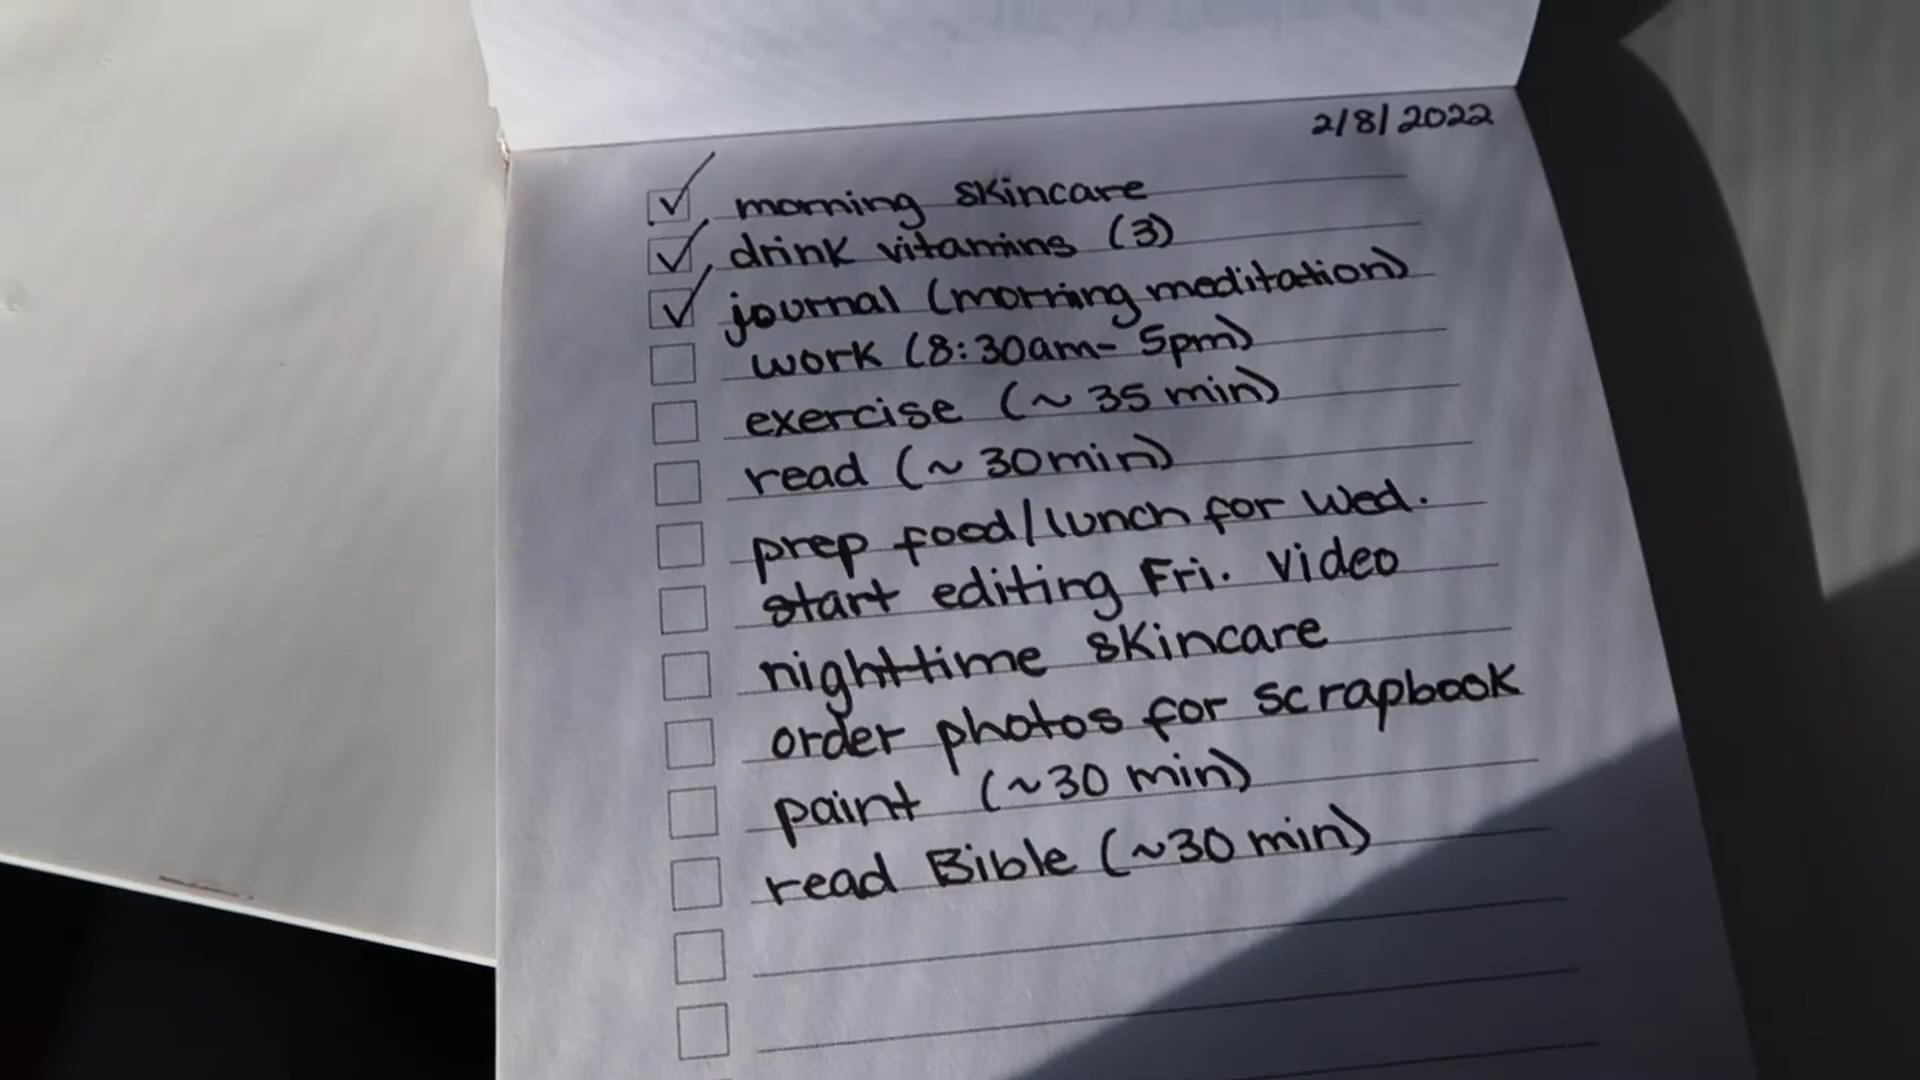 2/8/2022
morning skincare
drink vitamins (3)
journal (morning meditation)
work (8:30am- 5pm)
exercise (~ 35 min)
read (~ 30min)
prep food/lunch for Wed.
start editing Fri. Video
nighttime skincare
order photos for scrapbook
paint (~30 min)
read Bible (~30 min)